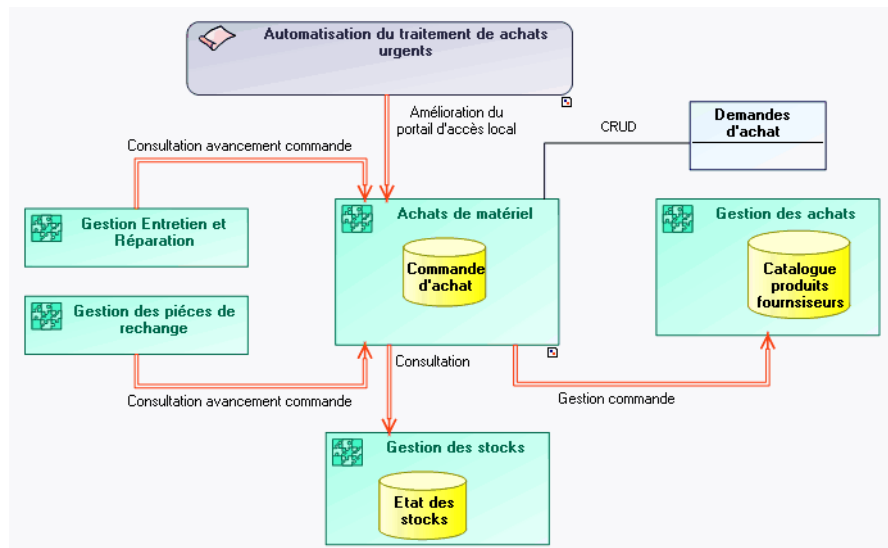 Automatisation du traitement de achats
urgents
Amélioration du
portail d'accès local
CRUD
Demandes
d'achat
Consultation avancement commande
Gestion Entretien et
Réparation
Achats de matériel
Commande
d'achat
Gestion des achats
Catalogue
produits
fournsiseurs
Gestion des piéces de
rechange
Consultation
Consultation avancement commande
Gestion commande
Gestion des stocks
Etat des
stocks